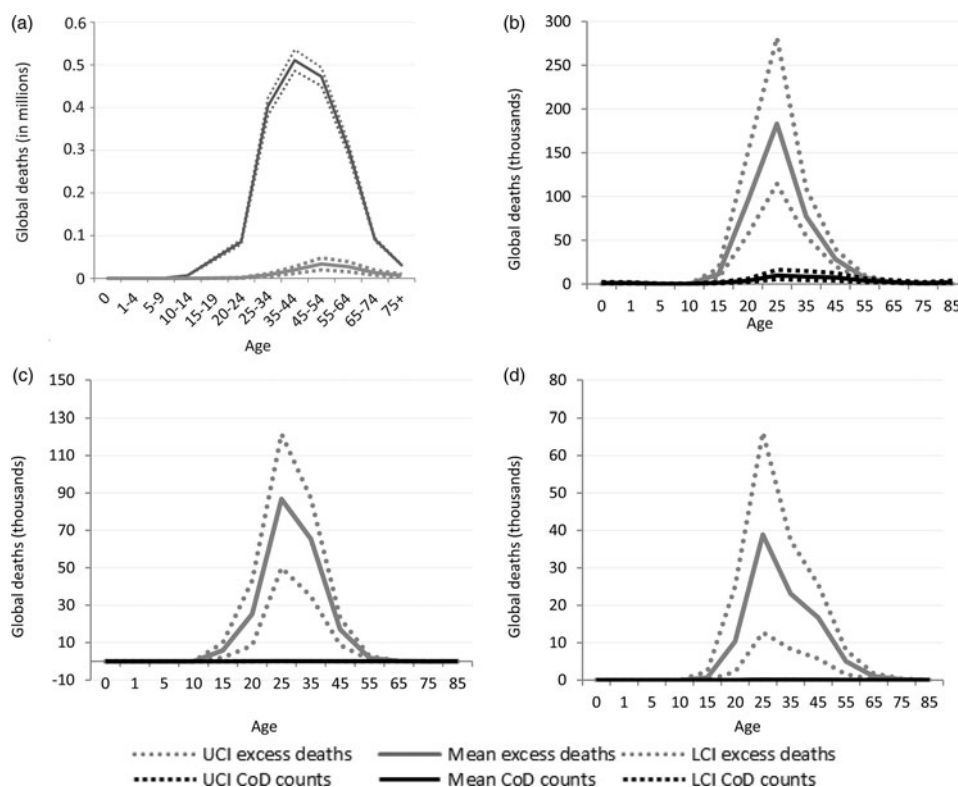 (a)
0.6
0.5
0.4
0.3
0.2
0.1
0
Global deaths (in millions)
0
1-4
5-9
10-14
15-19
20-24
25-34
35-44
45-54
55-64
65-74
75+
Age
(b)
300
250
200
150
100
50
0
Global deaths (thousands)
0 1 5 10 15 20 25 35 45 55 65 75 85
Age
(c)
150
130
110
90
70
50
30
10
-10
Global deaths (thousands)
0 1 5 10 15 20 25 35 45 55 65 75 85
Age
(d)
80
70
60
50
40
30
20
10
0
Global deaths (thousands)
0 1 5 10 15 20 25 35 45 55 65 75 85
Age
UCI excess deaths Mean excess deaths LCI excess deaths
UCI CoD counts Mean CoD counts LCI CoD counts